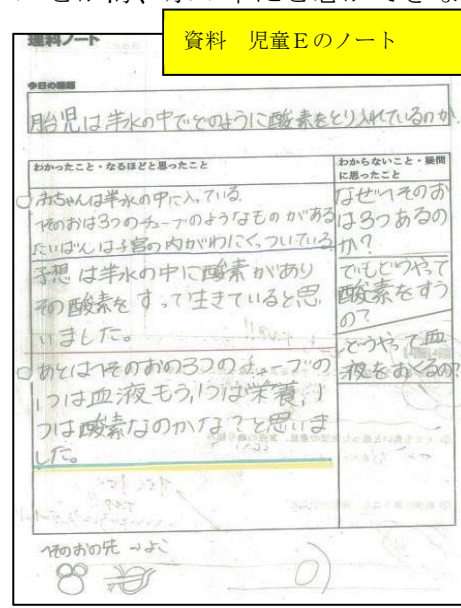 資料 児童Eのノート
理科ノート
今日の課題
胎児は羊水の中でどのように酸素をとり入れているのか。
わかったこと・なるほどと思ったこと
○赤ちゃんは羊水の中に入っている。
へそのおは3つのチューブのようなものがある
たいばんは子宮の内がわにくっついている
予想は羊水の中に酸素があり
その酸素をすって生きていると思
いました。
○あとはへそのおの3つのチューブの
1つは血液もう1つは栄養、1
つは酸素なのかな?と思いま
した。
わからないこと・疑問
に思ったこと
なぜへそのお
は3つあるの
か?
でもどうやって
酸素をすう
の?
どうやって血
液をおくるの?
へそのおの先→よこ